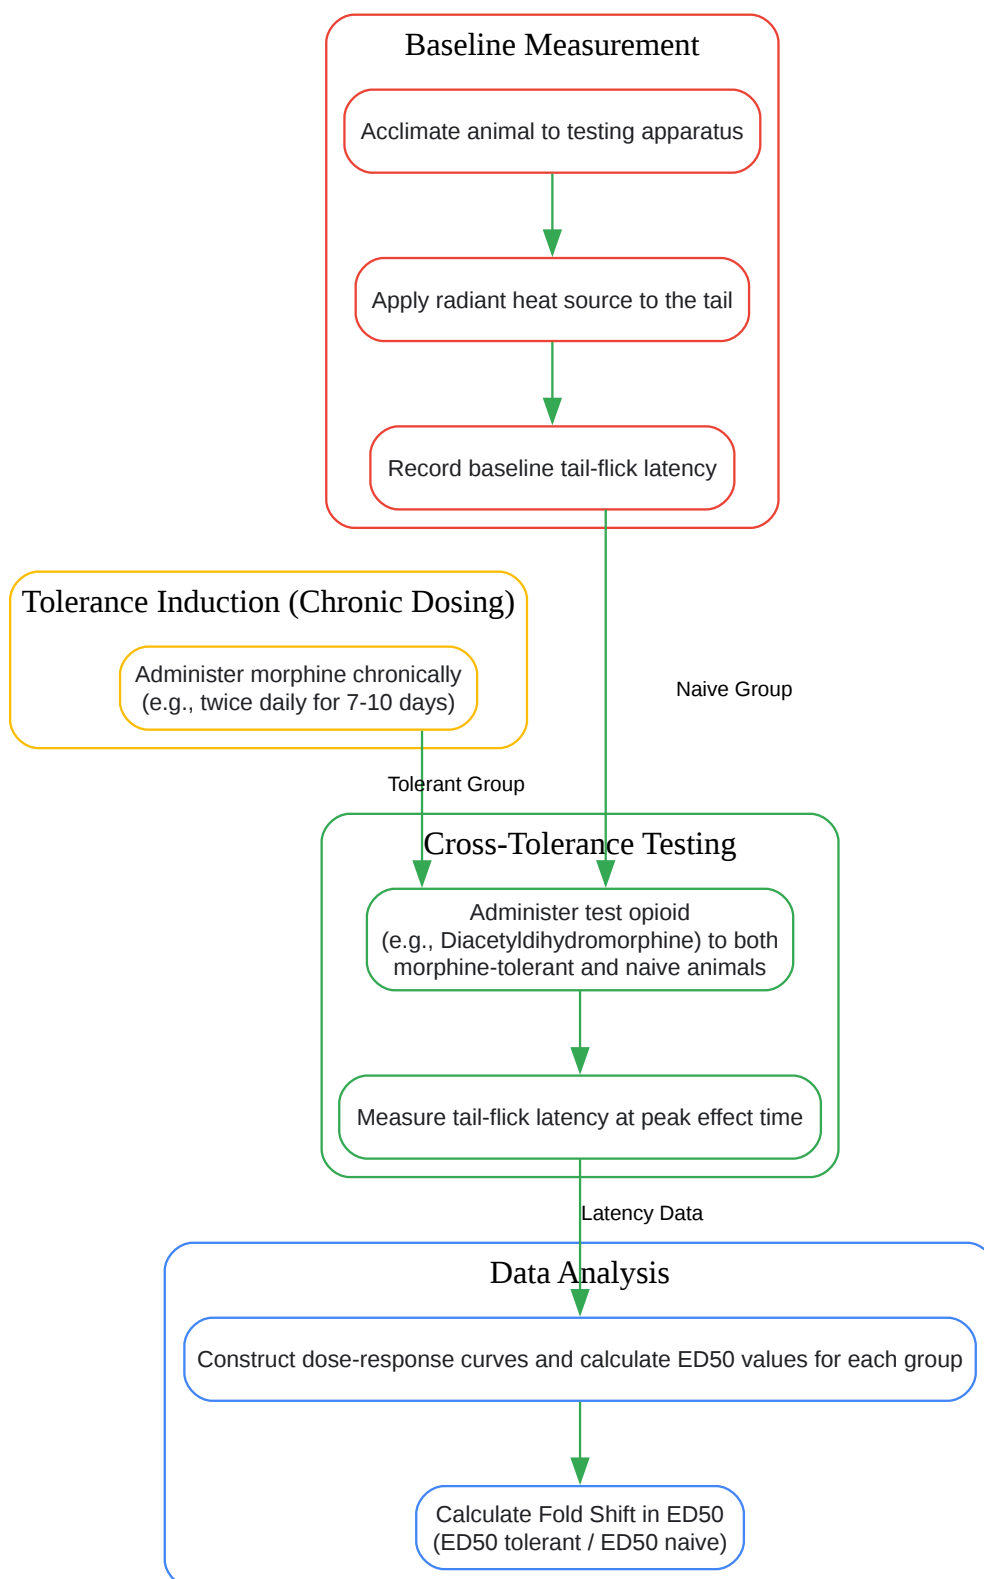 Baseline Measurement
Acclimate animal to testing apparatus
Apply radiant heat source to the tail
Record baseline tail-flick latency
Tolerance Induction (Chronic Dosing)
Administer morphine chronically
(e.g., twice daily for 7-10 days)
Naive Group
Tolerant Group
Cross-Tolerance Testing
Administer test opioid
(e.g., Diacetyldihydromorphine) to both
morphine-tolerant and naive animals
Measure tail-flick latency at peak effect time
Latency Data
Data Analysis
Construct dose-response curves and calculate ED50 values for each group
Calculate Fold Shift in ED50
(ED50 tolerant / ED50 naive)